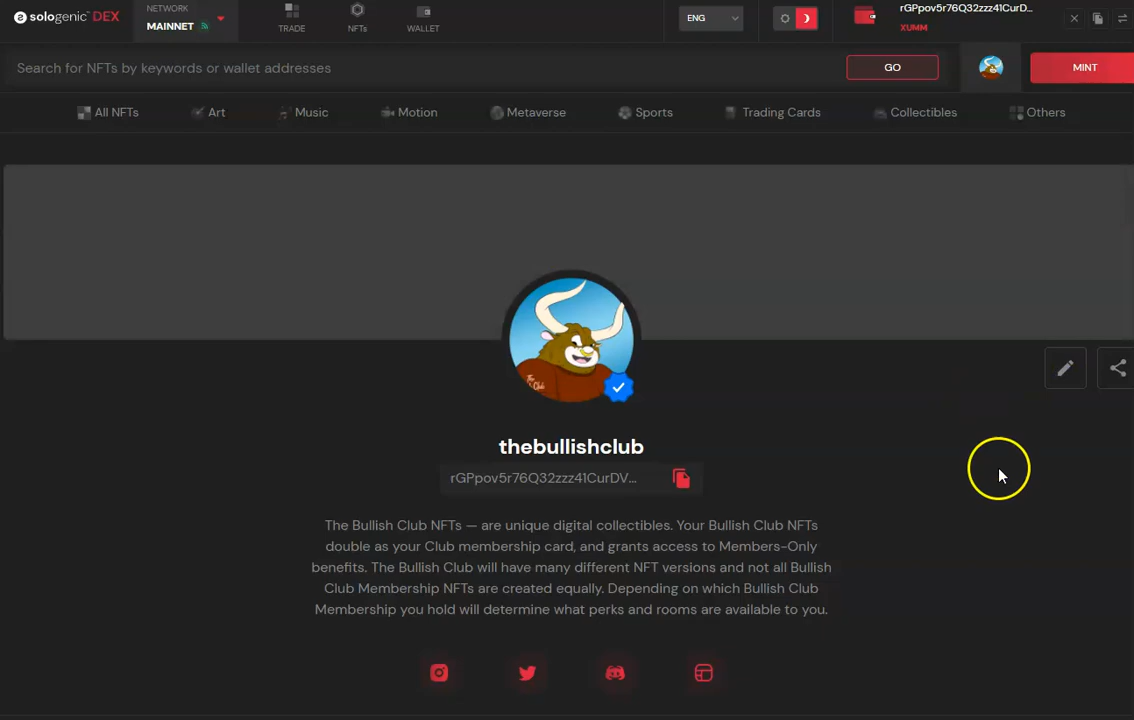 sologenic™ DEX
NETWORK
MAINNET
TRADE
NFTs
WALLET
ENG
rGPpov5r76Q32zzz41CurD...
XUMM
Search for NFTs by keywords or wallet addresses
GO
MINT
All NFTs
Art
Music
Motion
Metaverse
Sports
Trading Cards
Collectibles
Others
thebullishclub
rGPpov5r76Q32zzz41CurDV...
The Bullish Club NFTs — are unique digital collectibles. Your Bullish Club NFTs
double as your Club membership card, and grants access to Members-Only
benefits. The Bullish Club will have many different NFT versions and not all Bullish
Club Membership NFTs are created equally. Depending on which Bullish Club
Membership you hold will determine what perks and rooms are available to you.